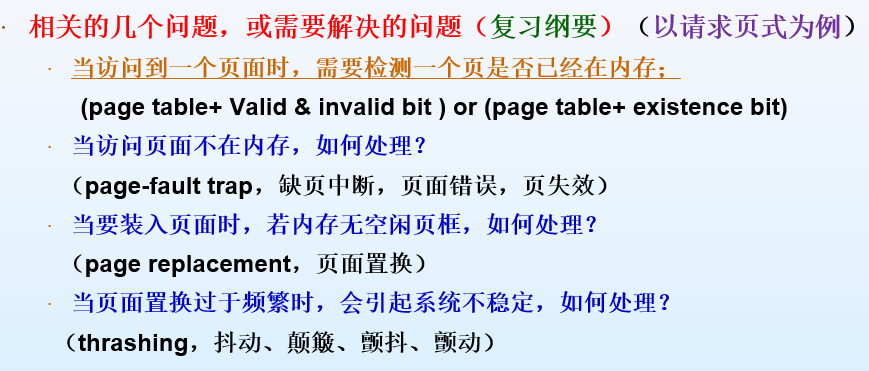 · 相关的几个问题，或需要解决的问题（复习纲要）（以请求页式为例）
· 当访问到一个页面时，需要检测一个页是否已经在内存；
(page table+ Valid & invalid bit ) or (page table+ existence bit)
· 当访问页面不在内存，如何处理？
（page-fault trap，缺页中断，页面错误，页失效）
· 当要装入页面时，若内存无空闲页框，如何处理？
（page replacement，页面置换）
· 当页面置换过于频繁时，会引起系统不稳定，如何处理？
（thrashing，抖动、颠簸、颤抖、颤动）